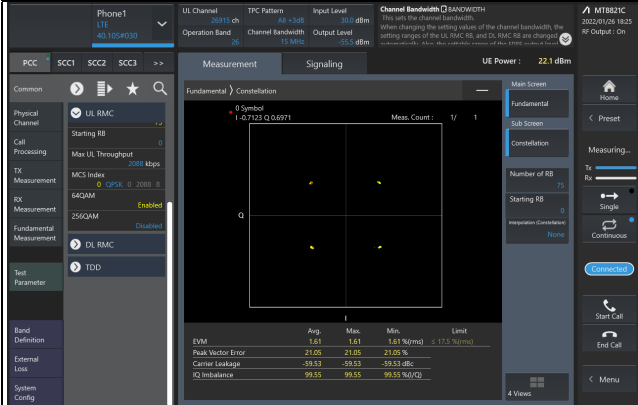 Phone1
LTE
40.105#030
UL Channel
26915 ch
TPC Pattern
All +3dB
Input Level
30.0 dBm
Operation Band
26
Channel Bandwidth
15 MHz
Output Level
-55.5 dBm
Channel Bandwidth BANDWIDTH
This sets the channel bandwidth.
When changing the setting values of the channel bandwidth, the
setting ranges of the UL RMC RB, and DL RMC RB are changed
MT8821C
2022/01/26 18:25
RF Output : On
PCC
SCC1
SCC2
SCC3
>>
Measurement
Signaling
UE Power :
22.1 dBm
Common
Physical
Channel
Call
Processing
TX
Measurement
RX
Measurement
Fundamental
Measurement
Test
Parameter
Band
Definition
External
Loss
System
Config
UL RMC
75
Starting RB
0
Max UL Throughput
2088 kbps
MCS Index
0 QPSK 0 2088 8
64QAM
Enabled
256QAM
Disabled
DL RMC
TDD
Fundamental
Constellation
0 Symbol
I -0.7123 Q 0.6971
Meas. Count : 1/ 1
Q
I
Avg. Max. Min. Limit
EVM 1.61 1.61 1.61 %(rms) ≤ 17.5 %(rms)
Peak Vector Error 21.05 21.05 21.05 %
Carrier Leakage -59.53 -59.53 -59.53 dBc
IQ Imbalance 99.55 99.55 99.55 %(I/Q)
Main Screen
Fundamental
Sub Screen
Constellation
Number of RB
75
Starting RB
0
Interpolation (Constellation)
None
4 Views
Home
< Preset
Measuring...
Tx
Rx
Single
Continuous
Connected
Start Call
End Call
< Menu